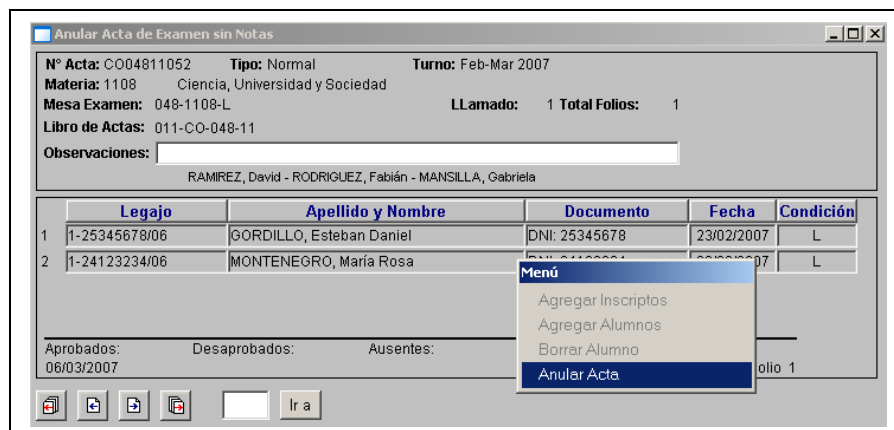 Anular Acta de Examen sin Notas
N° Acta: CO04811052 Tipo: Normal Turno: Feb-Mar 2007
Materia: 1108 Ciencia, Universidad y Sociedad
Mesa Examen: 048-1108-L LLamado: 1 Total Folios: 1
Libro de Actas: 011-CO-048-11
Observaciones:
RAMIREZ, David - RODRIGUEZ, Fabián - MANSILLA, Gabriela
Legajo Apellido y Nombre Documento Fecha Condición
1 1-25345678/06 GORDILLO, Esteban Daniel DNI: 25345678 23/02/2007 L
2 1-24123234/06 MONTENEGRO, María Rosa L
Menú
Agregar Inscriptos
Agregar Alumnos
Borrar Alumno
Anular Acta
Aprobados: Desaprobados: Ausentes:
06/03/2007 olio 1
Ir a